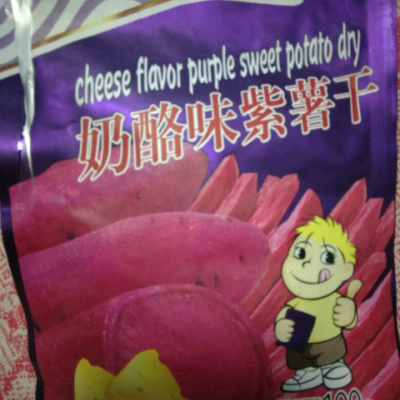 cheese flavor purple sweet potato dry
奶酪味紫薯干